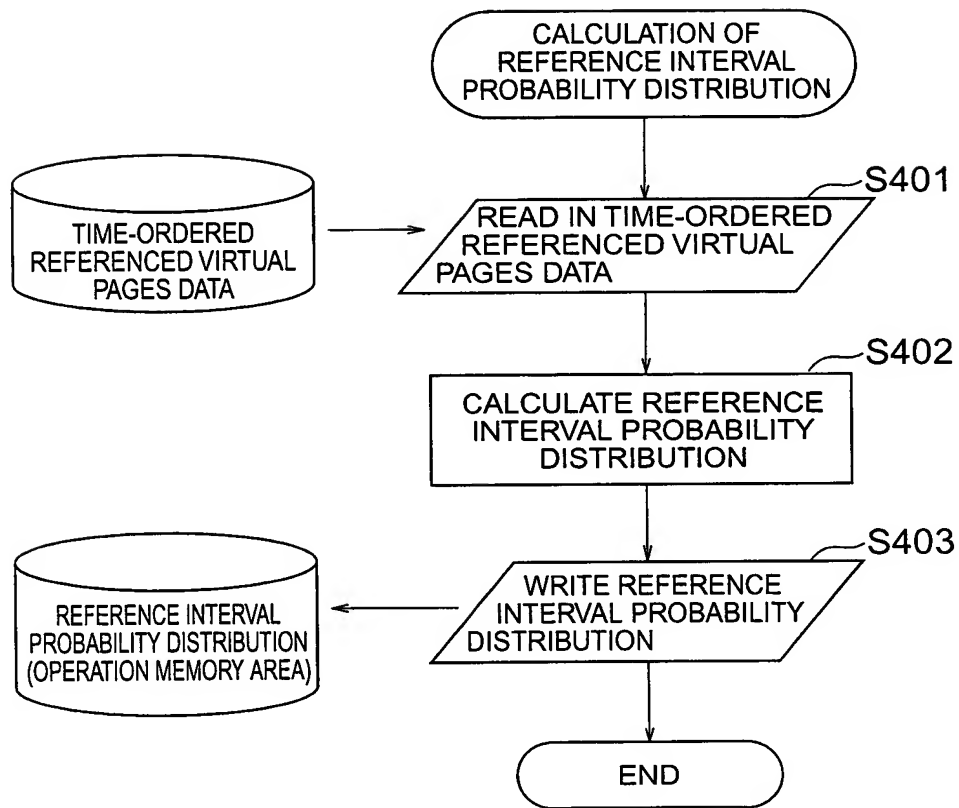 CALCULATION OF
REFERENCE INTERVAL
PROBABILITY DISTRIBUTION
S401
TIME-ORDERED
REFERENCED VIRTUAL
PAGES DATA
READ IN TIME-ORDERED
REFERENCED VIRTUAL
PAGES DATA
S402
CALCULATE REFERENCE
INTERVAL PROBABILITY
DISTRIBUTION
S403
REFERENCE INTERVAL
PROBABILITY DISTRIBUTION
(OPERATION MEMORY AREA)
WRITE REFERENCE
INTERVAL PROBABILITY
DISTRIBUTION
END